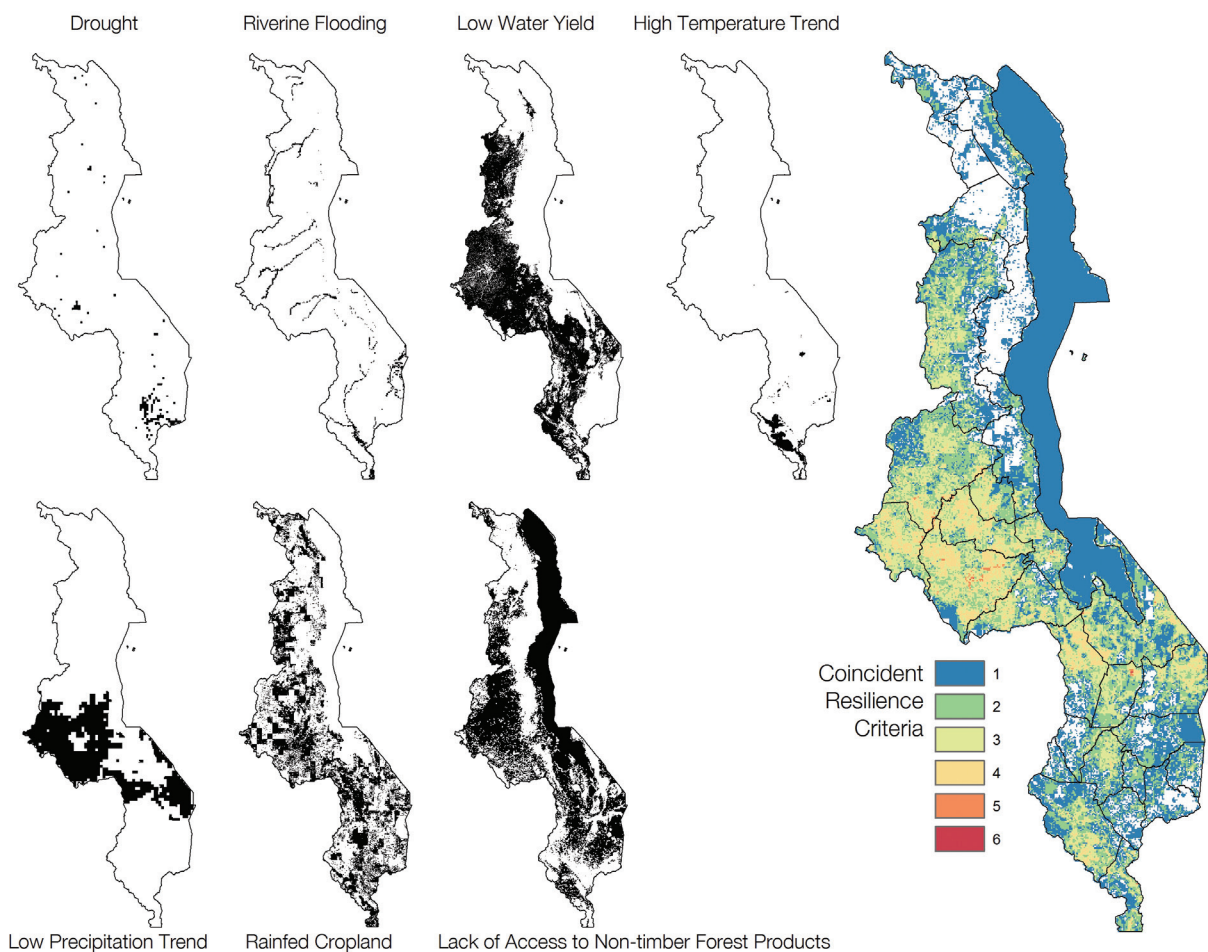 Drought
Riverine Flooding
Low Water Yield
High Temperature Trend
Coincident
Resilience
Criteria
1
2
3
4
5
6
Low Precipitation Trend
Rainfed Cropland
Lack of Access to Non-timber Forest Products